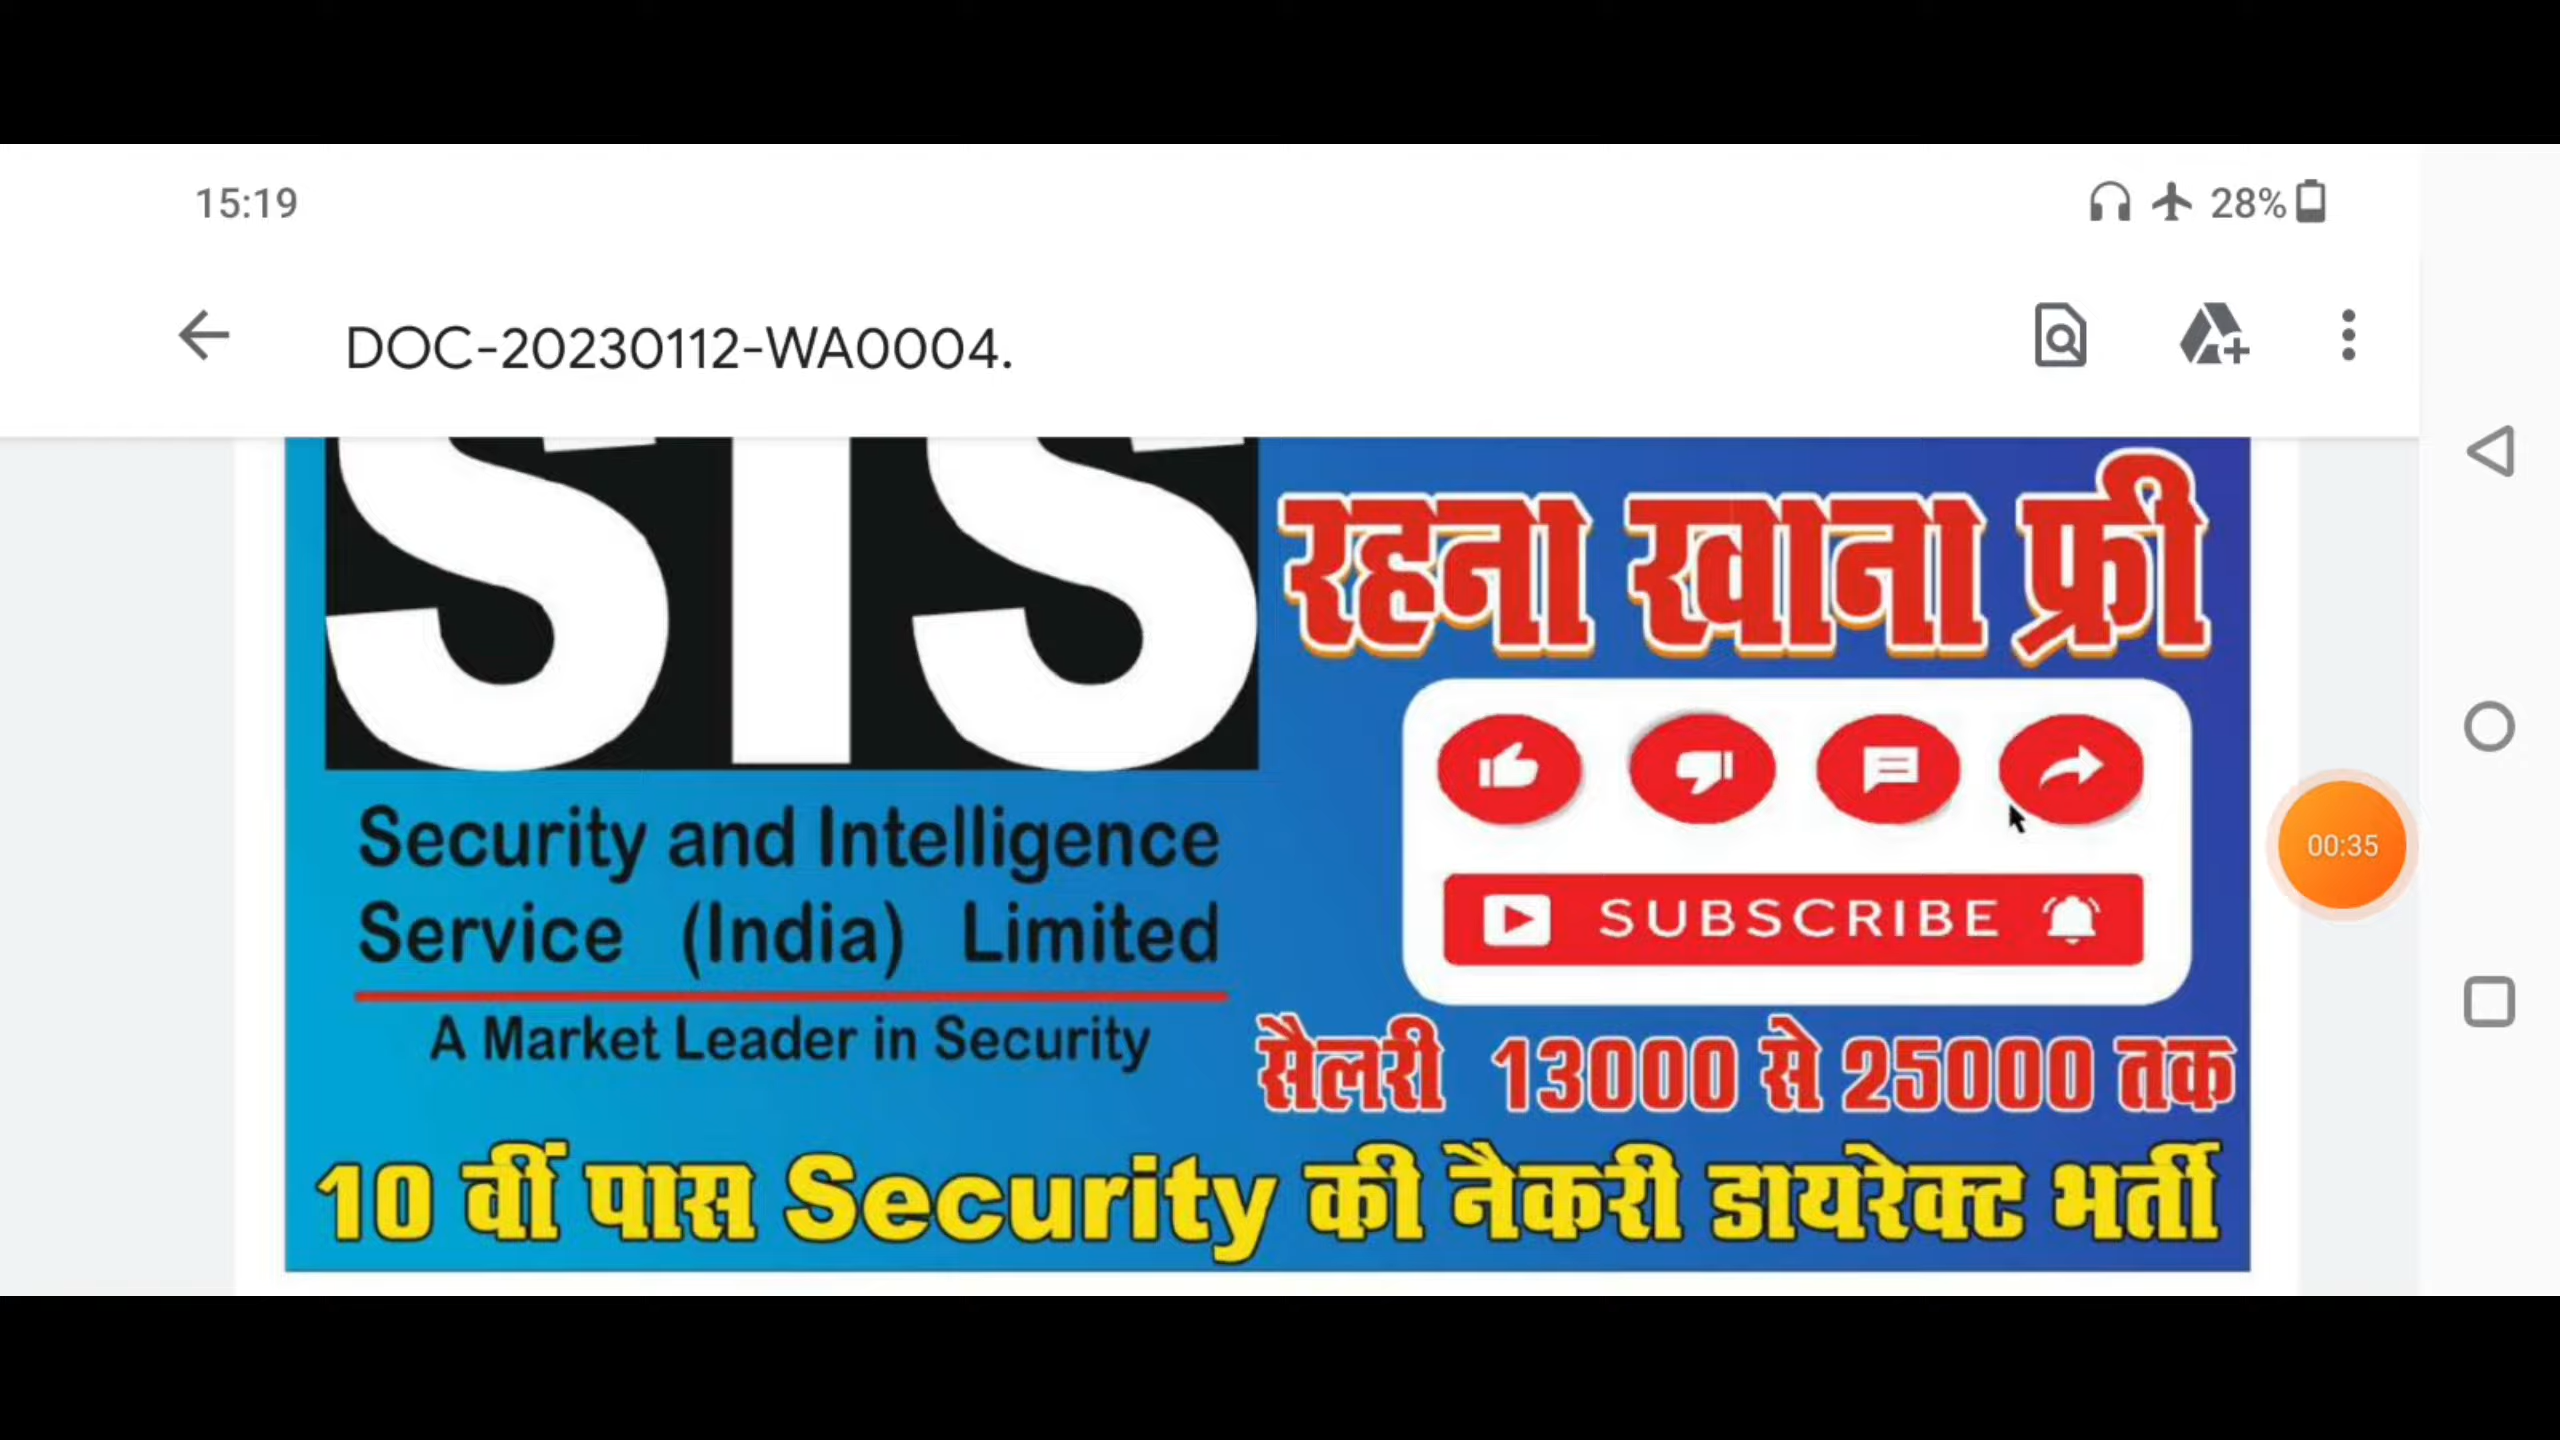 15:19
28%
DOC-20230112-WA0004.
SIS
रहना खाना फ्री
Security and Intelligence
Service (India) Limited
SUBSCRIBE
00:35
A Market Leader in Security
सैलरी 13000 से 25000 तक
10 वीं पास Security की नैकरी डायरेक्ट भर्ती